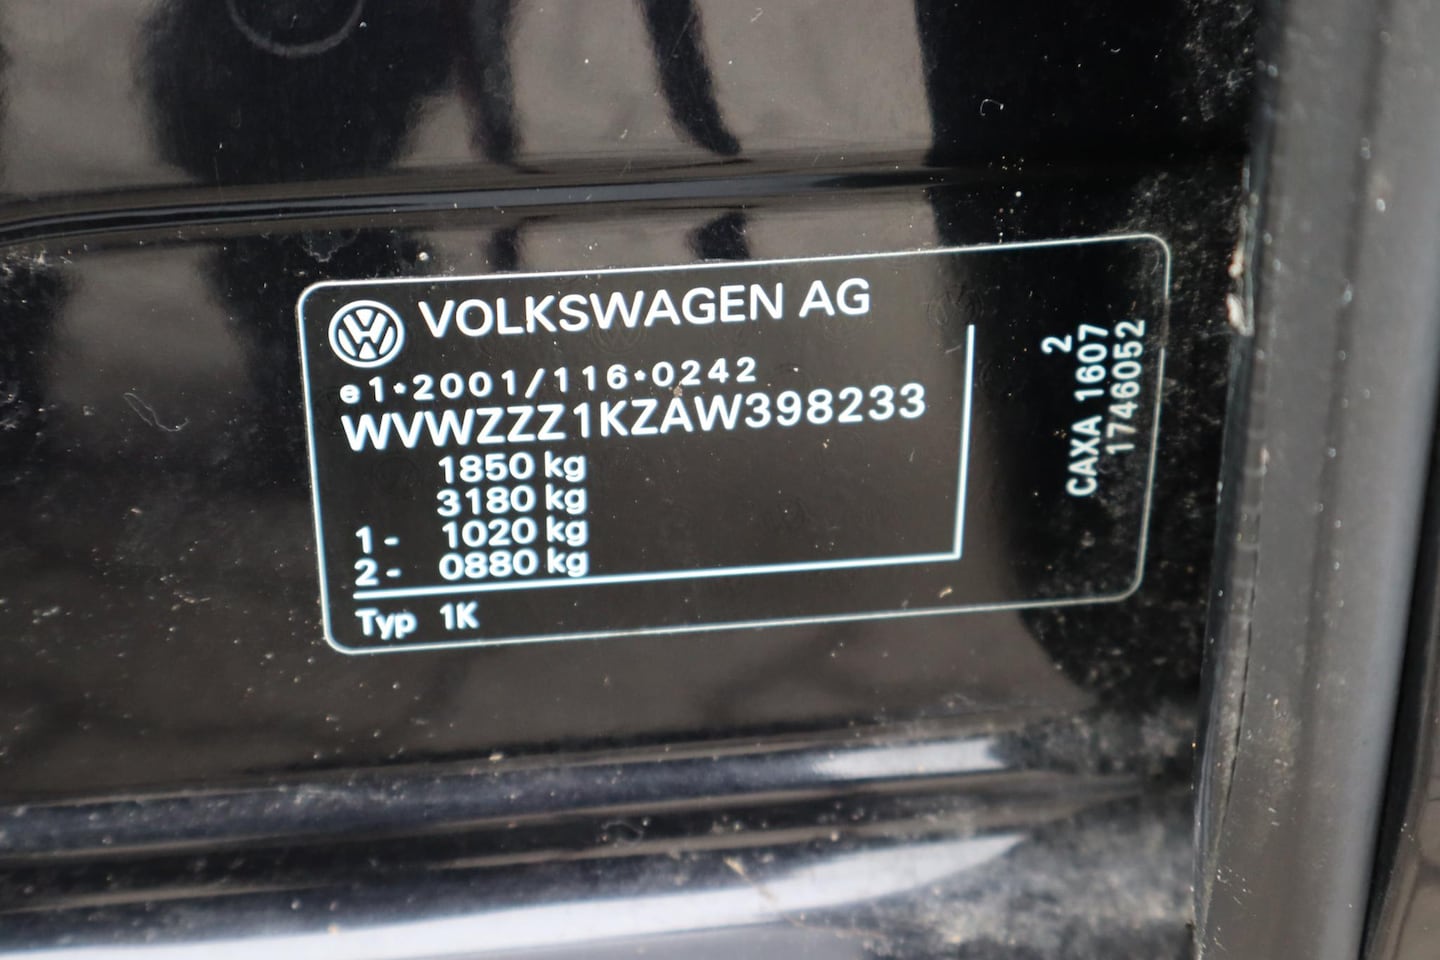 VOLKSWAGEN AG
e1*2001/116*0242
WVWZZZ1KZAW398233
1850 kg
3180 kg
1- 1020 kg
2- 0880 kg
Typ 1K
2
CAXA 1607
1746052